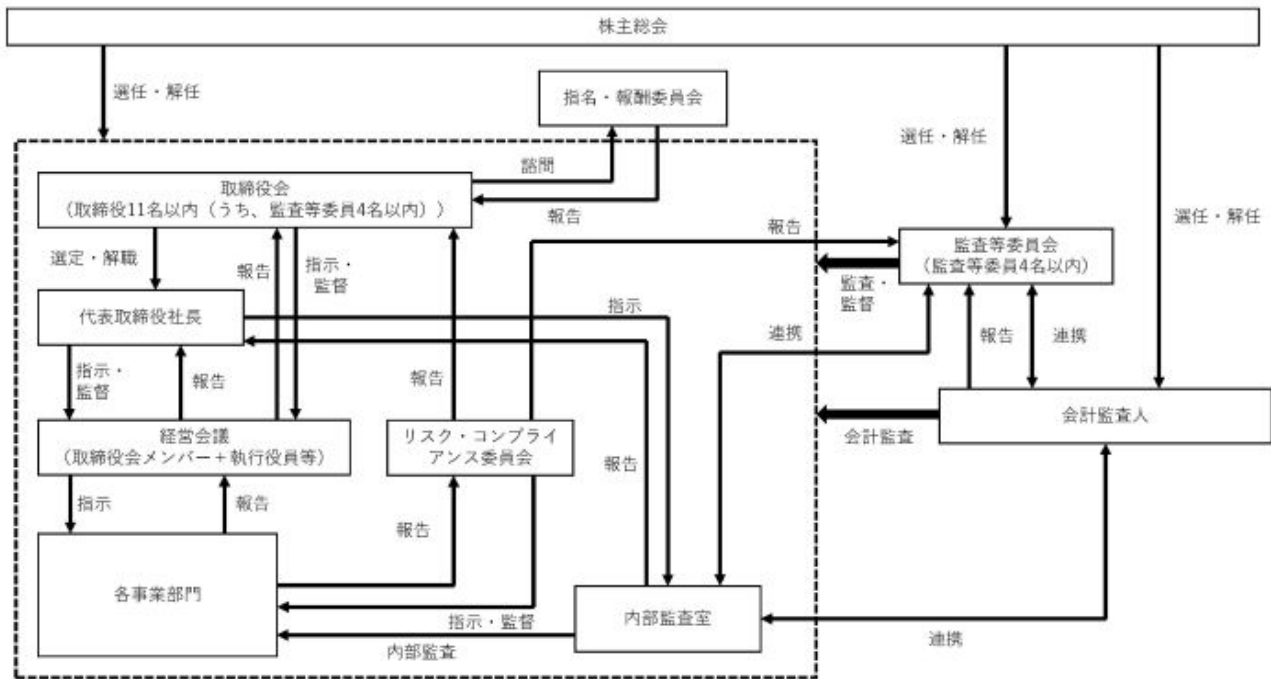 株主総会
選任・解任
指名・報酬委員会
選任・解任
選任・解任
諮問
報告
取締役会
（取締役11名以内（うち、監査等委員4名以内））
報告
監査等委員会
（監査等委員4名以内）
選定・解職
報告
指示・
監督
監査・
監督
代表取締役社長
指示
連携
報告
連携
指示・
監督
報告
報告
会計監査人
会計監査
経営会議
（取締役会メンバー＋執行役員等）
リスク・コンプライ
アンス委員会
報告
指示
報告
報告
各事業部門
内部監査室
指示・監督
内部監査
連携